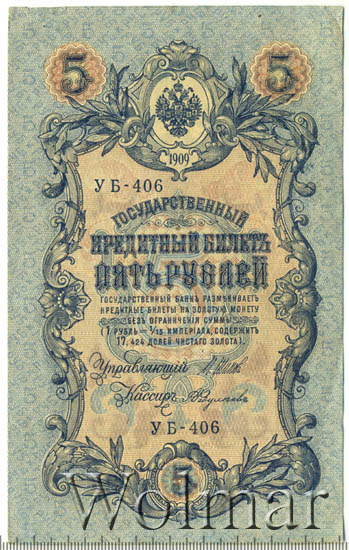 5 5
1909
УБ-406
ГОСУДАРСТВЕННЫЙ
КРЕДИТНЫЙ БИЛЕТЪ
ПЯТЬ РУБЛЕЙ
ГОСУДАРСТВЕННЫЙ БАНКЪ РАЗМѢНИВАЕТЪ
КРЕДИТНЫЕ БИЛЕТЫ НА ЗОЛОТУЮ МОНЕТУ
БЕЗЪ ОГРАНИЧЕНІЯ СУММЫ
(1 РУБЛЬ = 1/15 ИМПЕРІАЛА, СОДЕРЖИТЪ
17,424 ДОЛЕЙ ЧИСТАГО ЗОЛОТА).
Управляющій
Кассиръ
УБ-406
5
Wolmar